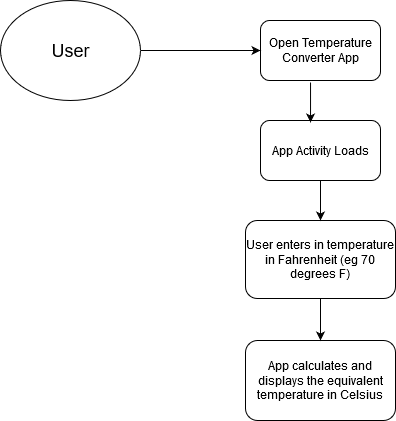 User
Open Temperature
Converter App
App Activity Loads
User enters in temperature
in Fahrenheit (eg 70
degrees F)
App calculates and
displays the equivalent
temperature in Celsius